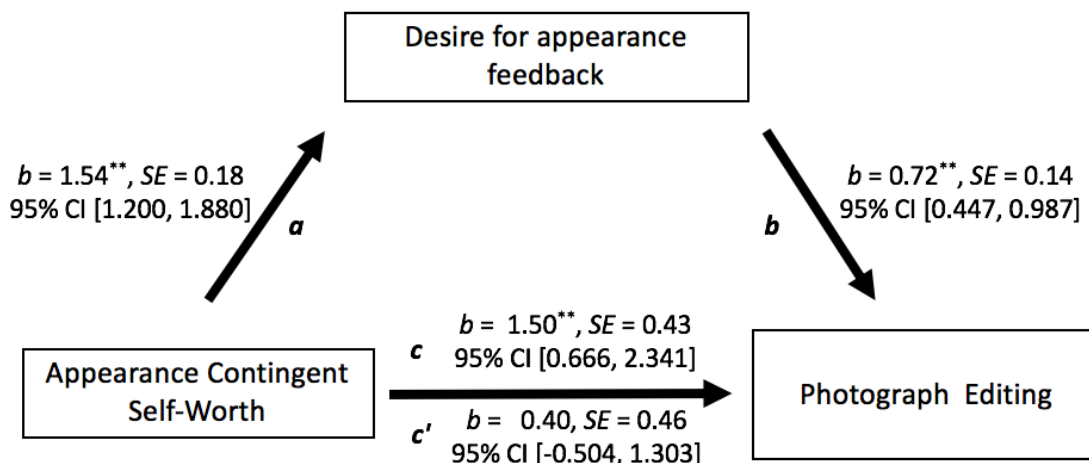 Desire for appearance
feedback
b = 1.54**, SE = 0.18
95% CI [1.200, 1.880]
a
b = 0.72**, SE = 0.14
95% CI [0.447, 0.987]
b
Appearance Contingent
Self-Worth
b = 1.50**, SE = 0.43
c 95% CI [0.666, 2.341]
c' b = 0.40, SE = 0.46
95% CI [-0.504, 1.303]
Photograph Editing